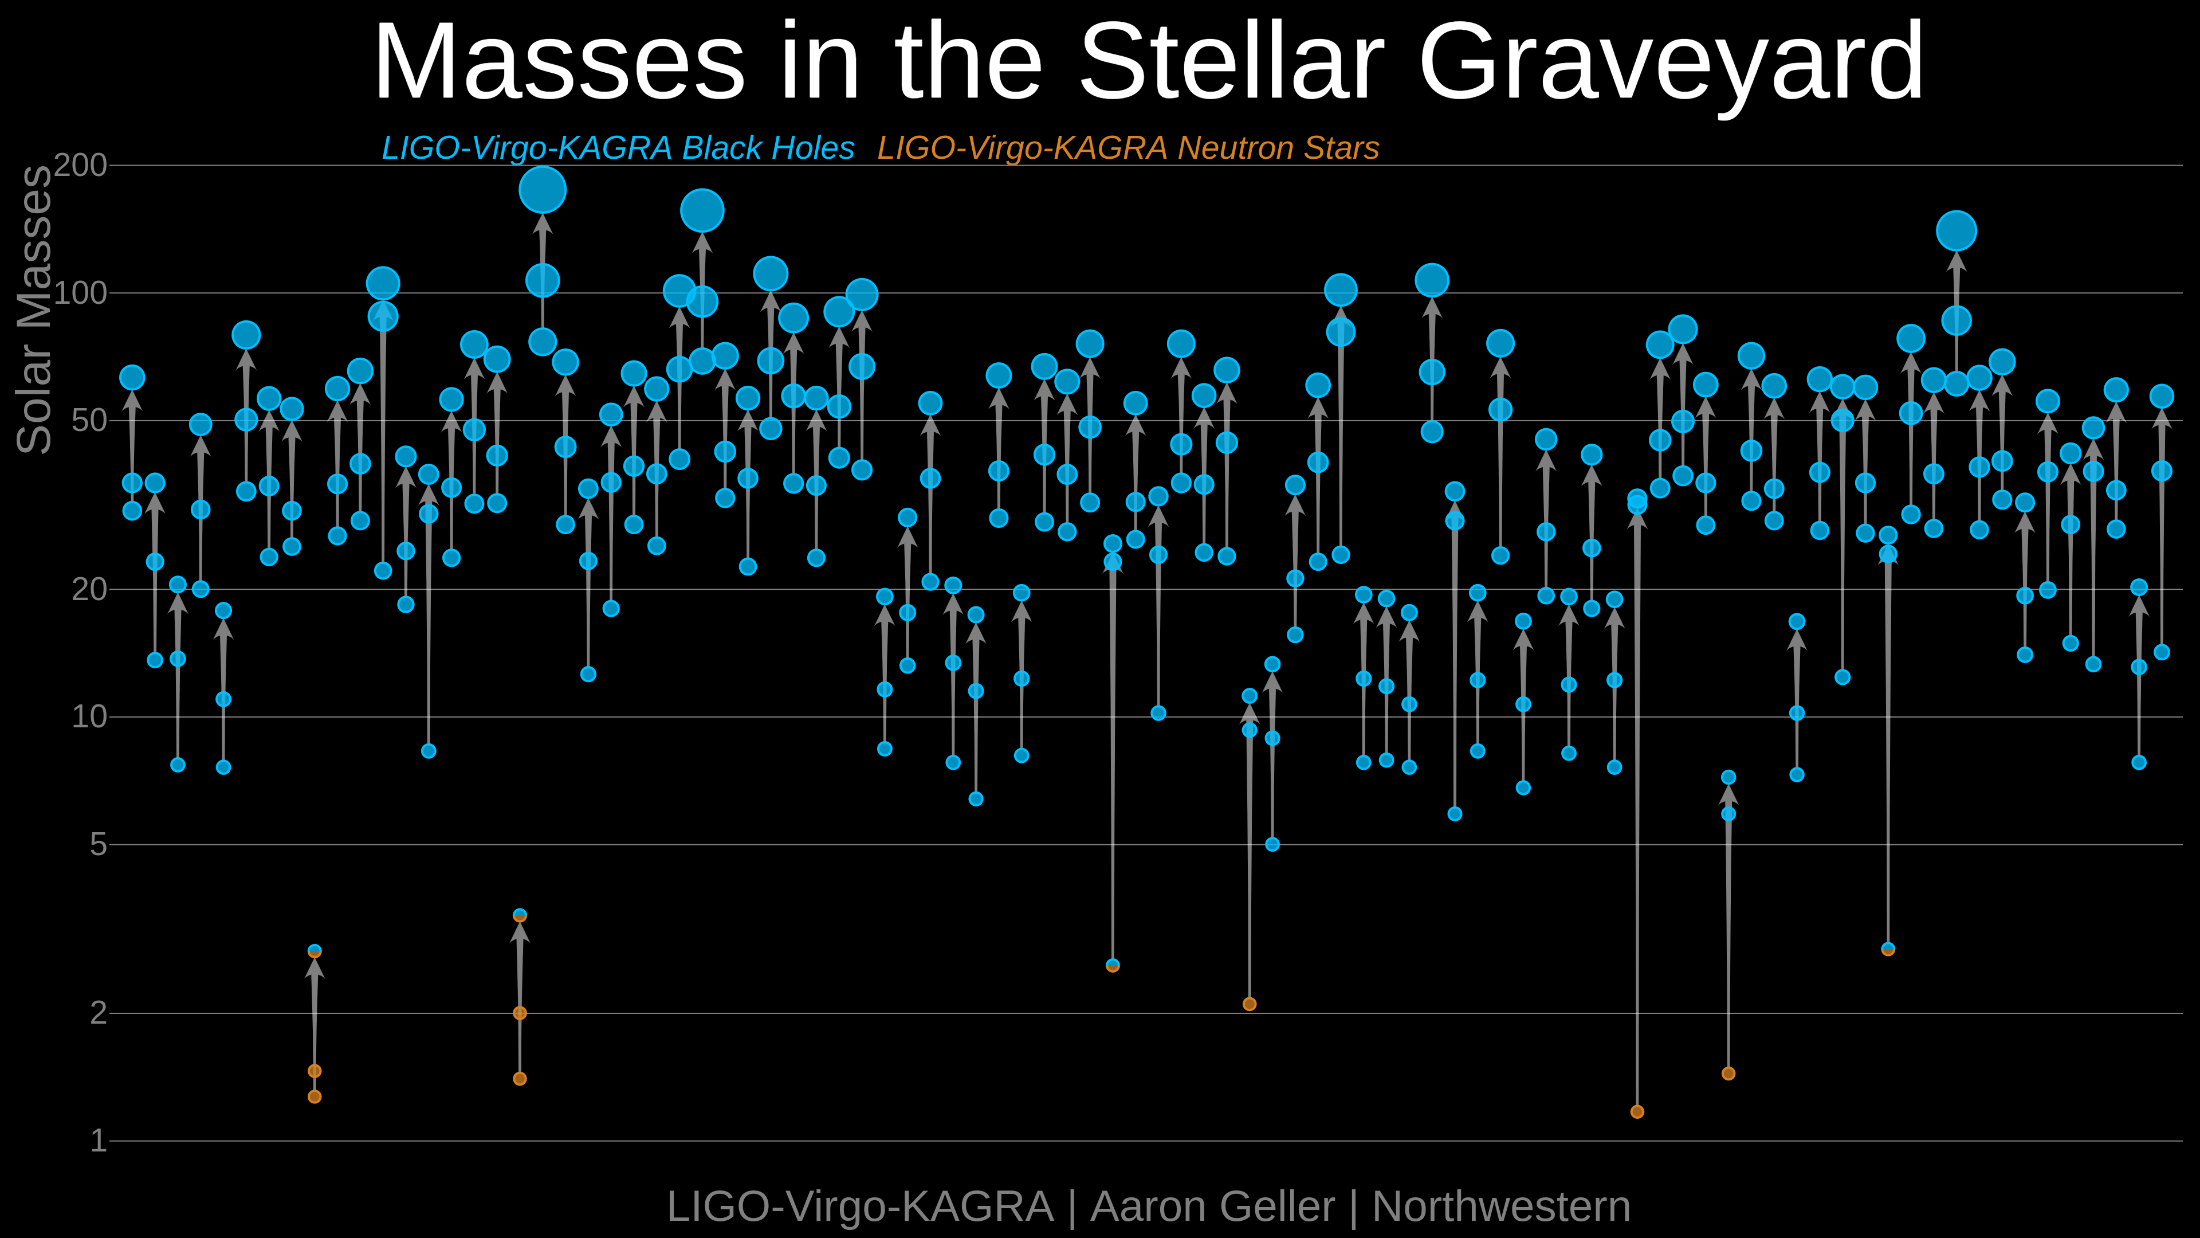 Masses in the Stellar Graveyard
LIGO-Virgo-KAGRA Black Holes LIGO-Virgo-KAGRA Neutron Stars
Solar Masses
200
100
50
20
10
5
2
1
LIGO-Virgo-KAGRA | Aaron Geller | Northwestern